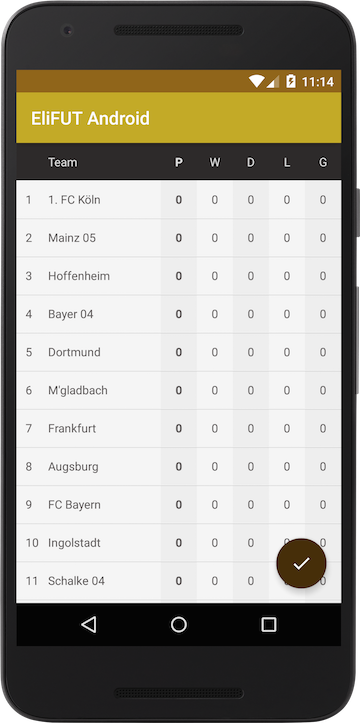 11:14
EliFUT Android
Team P W D L G
1 1. FC Köln 0 0 0 0 0
2 Mainz 05 0 0 0 0 0
3 Hoffenheim 0 0 0 0 0
4 Bayer 04 0 0 0 0 0
5 Dortmund 0 0 0 0 0
6 M'gladbach 0 0 0 0 0
7 Frankfurt 0 0 0 0 0
8 Augsburg 0 0 0 0 0
9 FC Bayern 0 0 0 0 0
10 Ingolstadt 0 0 0 0 0
11 Schalke 04 0 0 0 0